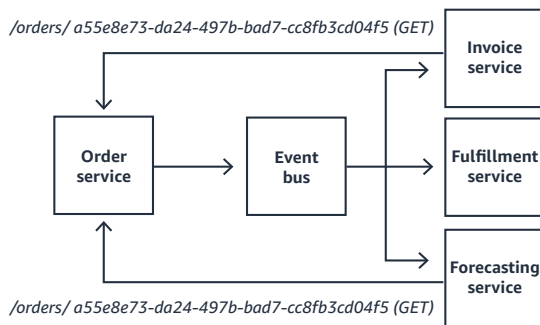 /orders/ a55e8e73-da24-497b-bad7-cc8fb3cd04f5 (GET)
Invoice
service
Order
service
Event
bus
Fulfillment
service
Forecasting
service
/orders/ a55e8e73-da24-497b-bad7-cc8fb3cd04f5 (GET)